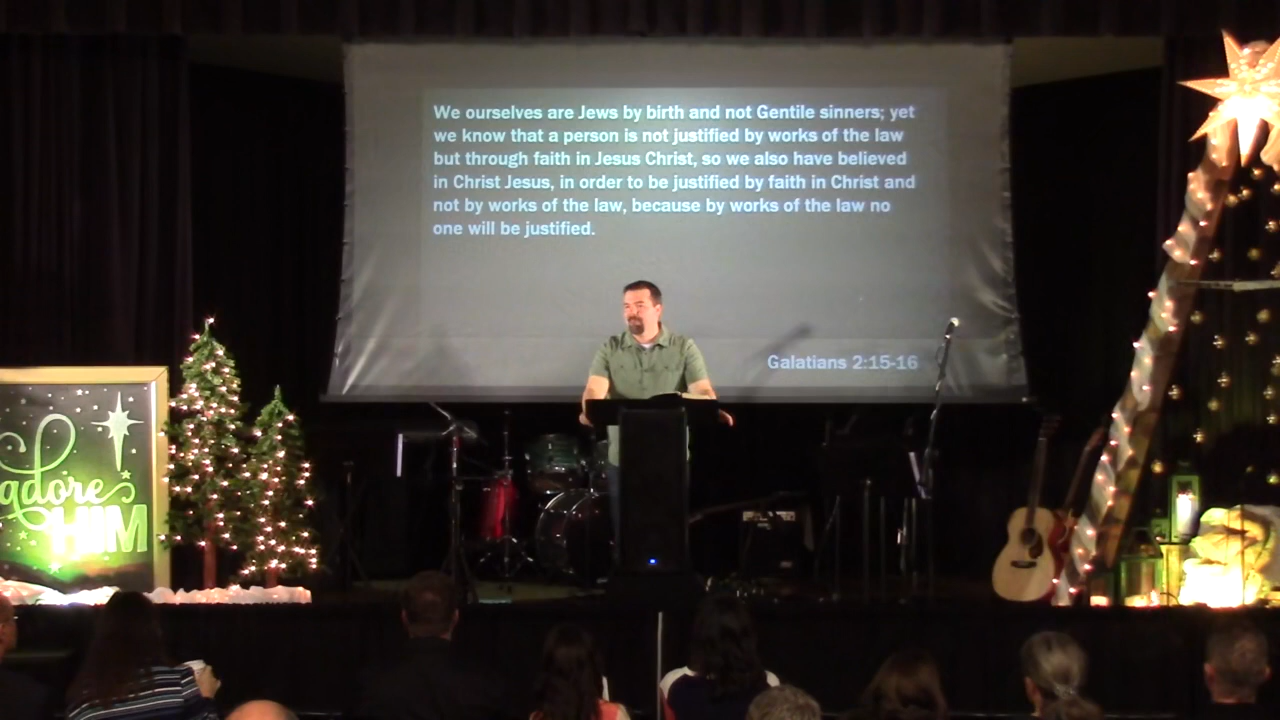 We ourselves are Jews by birth and not Gentile sinners; yet
we know that a person is not justified by works of the law
but through faith in Jesus Christ, so we also have believed
in Christ Jesus, in order to be justified by faith in Christ and
not by works of the law, because by works of the law no
one will be justified.
Galatians 2:15-16
adore
HIM